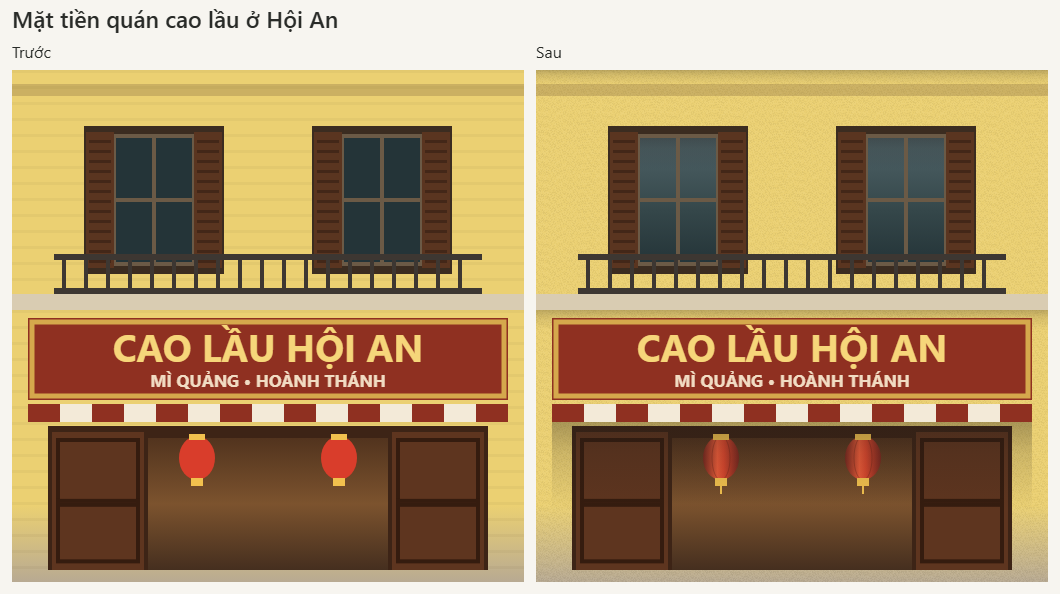 Mặt tiền quán cao lầu ở Hội An
Trước
Sau
CAO LẦU HỘI AN
MÌ QUẢNG • HOÀNH THÁNH
CAO LẦU HỘI AN
MÌ QUẢNG • HOÀNH THÁNH